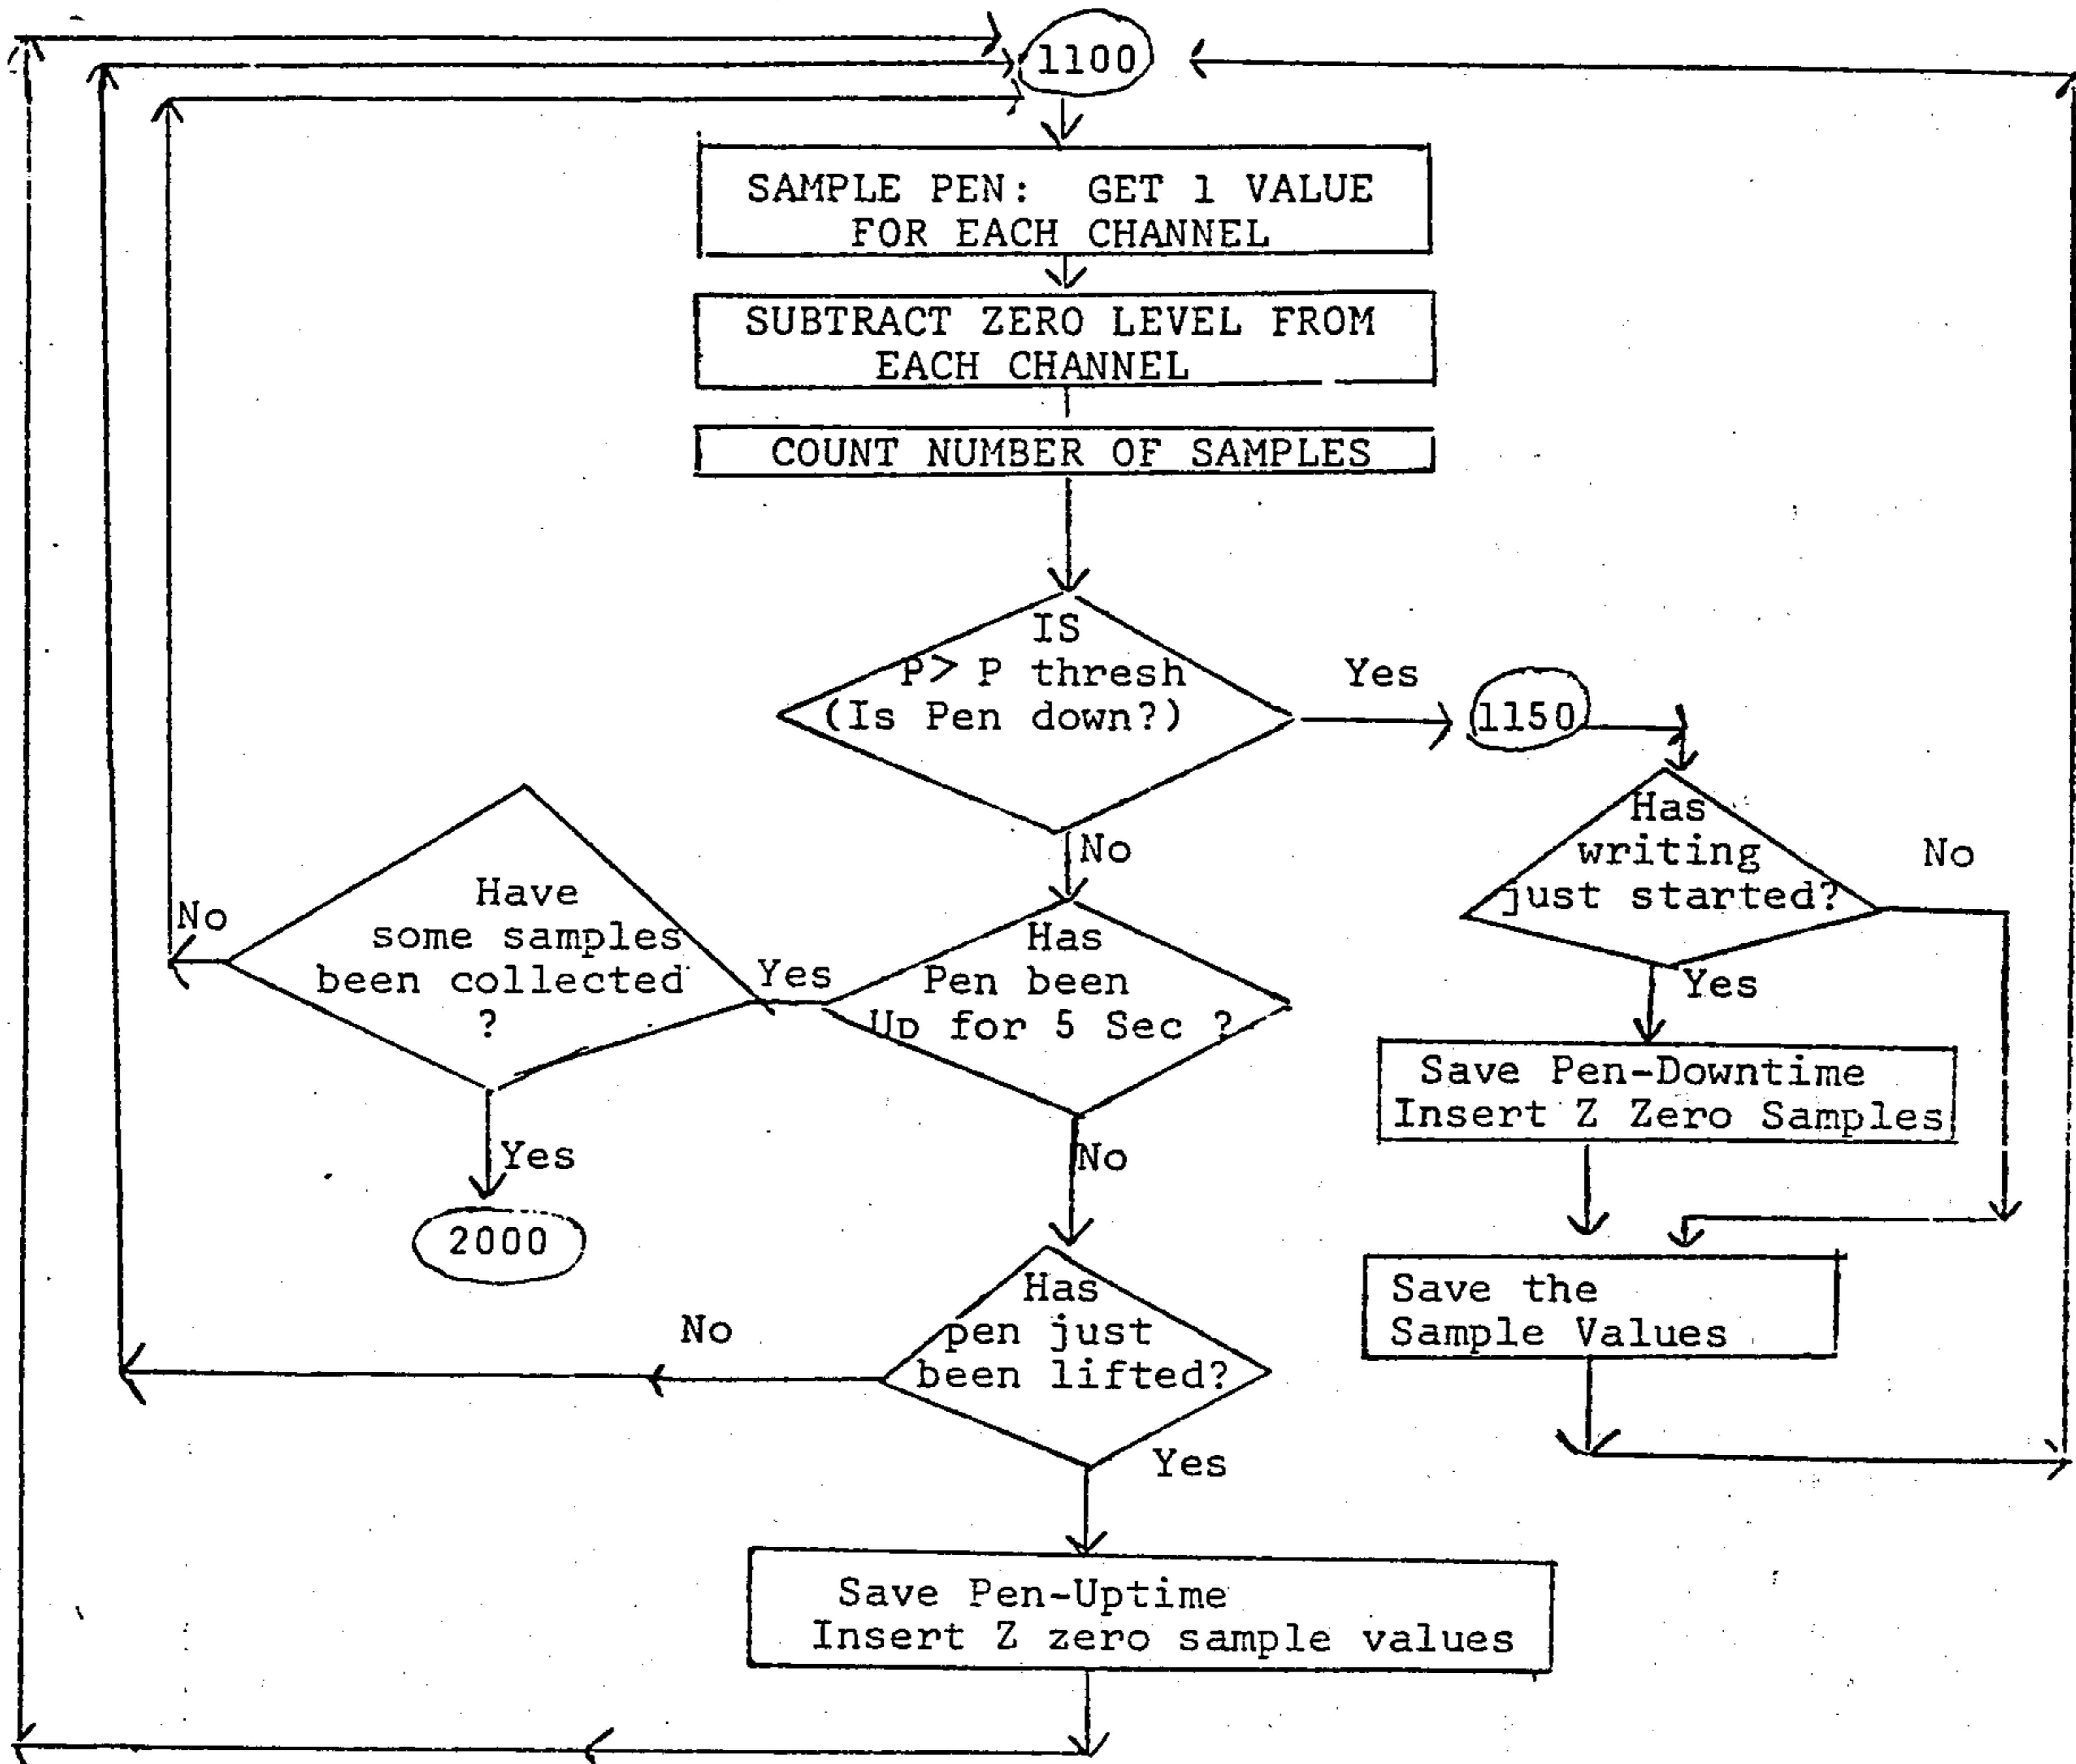 1100
SAMPLE PEN: GET 1 VALUE
FOR EACH CHANNEL
SUBTRACT ZERO LEVEL FROM
EACH CHANNEL
COUNT NUMBER OF SAMPLES
IS
P> P thresh
(Is Pen down?)
Yes
1150
No
Has
writing
just started?
No
Yes
Save Pen-Downtime
Insert Z Zero Samples
Save the
Sample Values
Has
Pen been
Up for 5 Sec ?
Yes
No
Have
some samples
been collected
?
No
Yes
2000
Has
pen just
been lifted?
No
Yes
Save Pen-Uptime
Insert Z zero sample values